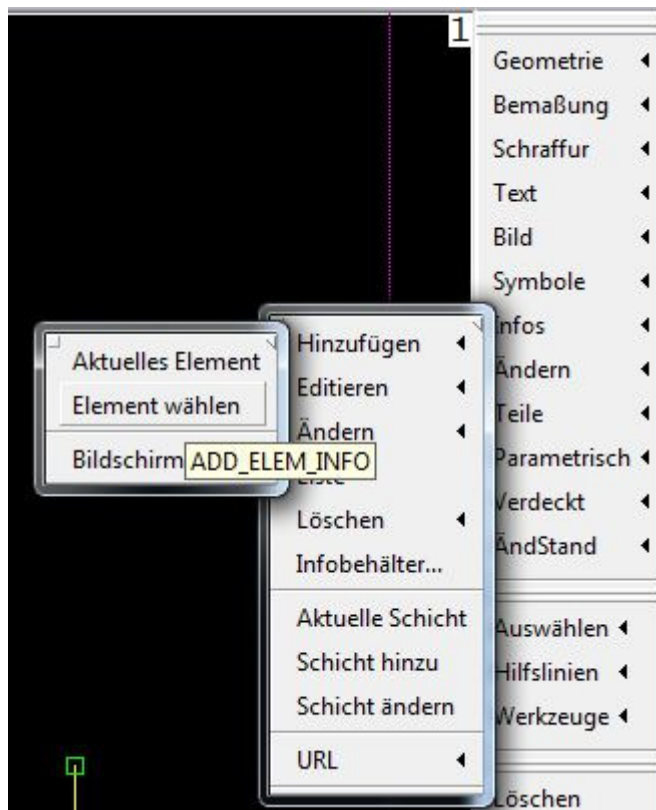 1
Geometrie
Bemaßung
Schraffur
Text
Bild
Symbole
Infos
Ändern
Teile
Parametrisch
Verdeckt
ÄndStand
Auswählen
Hilfslinien
Werkzeuge
Löschen
Hinzufügen
Editieren
Ändern
Liste
Löschen
Infobehälter...
Aktuelle Schicht
Schicht hinzu
Schicht ändern
URL
Aktuelles Element
Element wählen
Bildschirm
ADD_ELEM_INFO